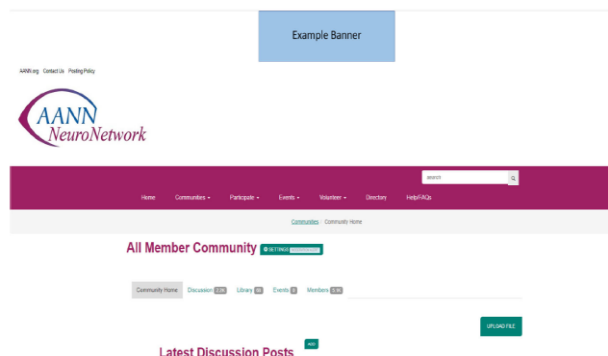 Example Banner
AANN.org Contact Us Posting Policy
AANN
NeuroNetwork
search
Home Communities Participate Events Volunteer Directory Help/FAQs
Communities Community Home
All Member Community SETTINGS
Community Home Discussion Library Events Members
UPLOAD FILE
Latest Discussion Posts ADD